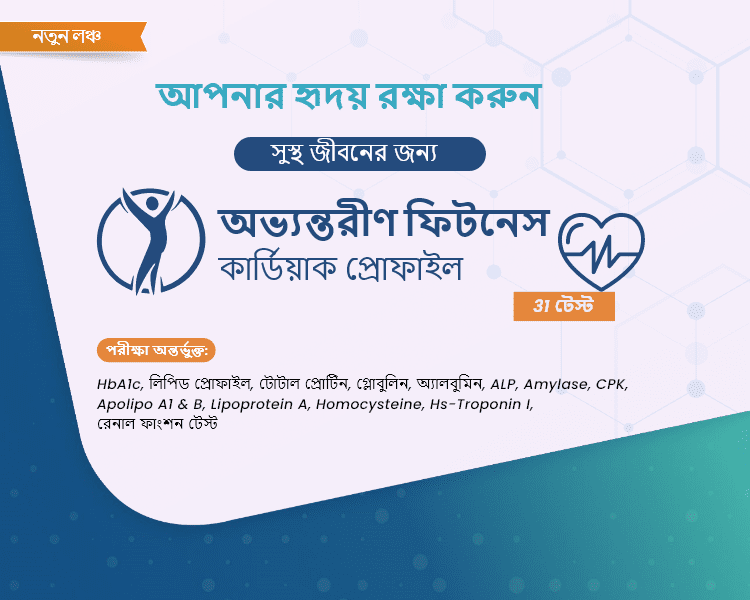 নতুন লঞ্চ
আপনার হৃদয় রক্ষা করুন
সুস্থ জীবনের জন্য
অভ্যন্তরীণ ফিটনেস
কার্ডিয়াক প্রোফাইল
31 টেস্ট
পরীক্ষা অন্তর্ভুক্ত:
HbA1c, লিপিড প্রোফাইল, টোটাল প্রোটিন, গ্লোবুলিন, অ্যালবুমিন, ALP, Amylase, CPK,
Apolipo A1 & B, Lipoprotein A, Homocysteine, Hs-Troponin I,
রেনাল ফাংশন টেস্ট